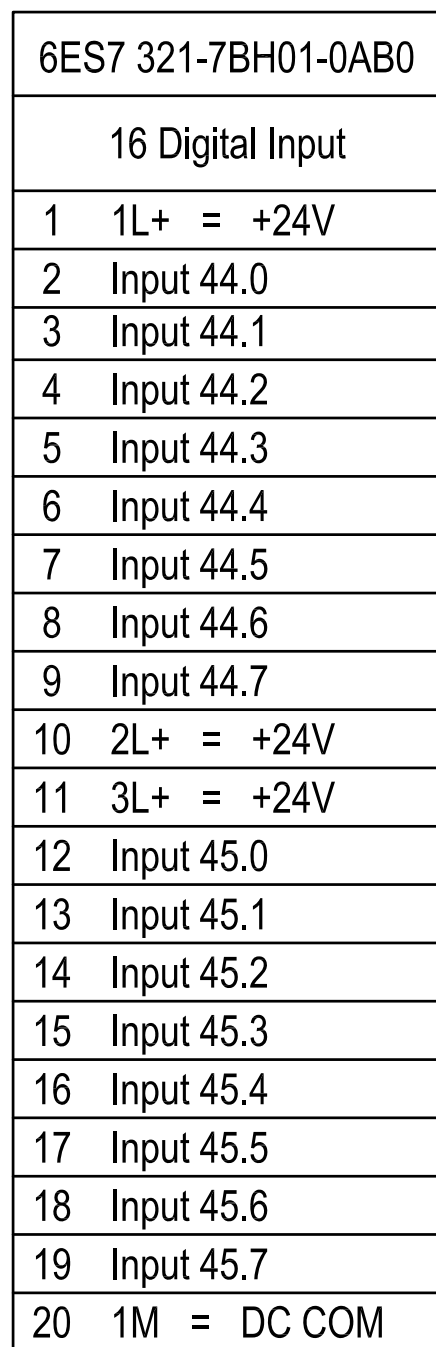 6ES7 321-7BH01-0AB0
16 Digital Input
1 1L+ = +24V
2 Input 44.0
3 Input 44.1
4 Input 44.2
5 Input 44.3
6 Input 44.4
7 Input 44.5
8 Input 44.6
9 Input 44.7
10 2L+ = +24V
11 3L+ = +24V
12 Input 45.0
13 Input 45.1
14 Input 45.2
15 Input 45.3
16 Input 45.4
17 Input 45.5
18 Input 45.6
19 Input 45.7
20 1M = DC COM